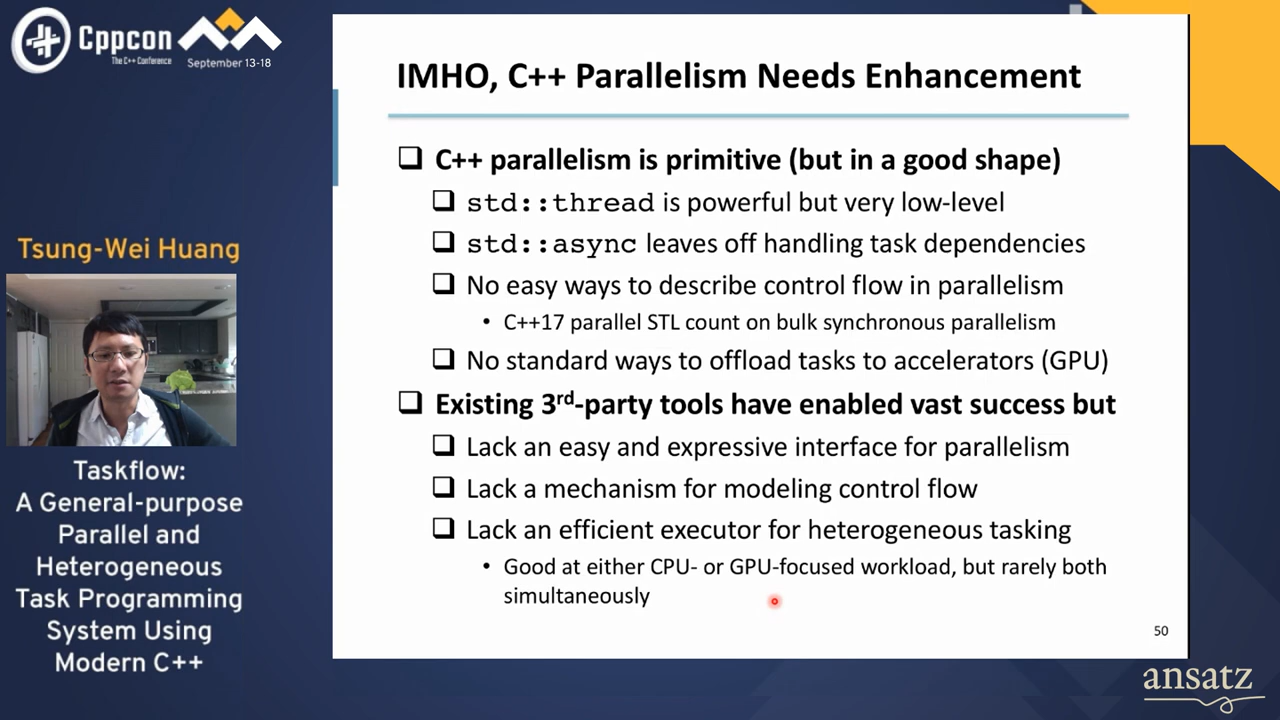 Cppcon
The C++ Conference
September 13-18
Tsung-Wei Huang
Taskflow:
A General-purpose
Parallel and
Heterogeneous
Task Programming
System Using
Modern C++
IMHO, C++ Parallelism Needs Enhancement
C++ parallelism is primitive (but in a good shape)
std::thread is powerful but very low-level
std::async leaves off handling task dependencies
No easy ways to describe control flow in parallelism
• C++17 parallel STL count on bulk synchronous parallelism
No standard ways to offload tasks to accelerators (GPU)
Existing 3rd-party tools have enabled vast success but
Lack an easy and expressive interface for parallelism
Lack a mechanism for modeling control flow
Lack an efficient executor for heterogeneous tasking
• Good at either CPU- or GPU-focused workload, but rarely both
simultaneously
50
ansatz